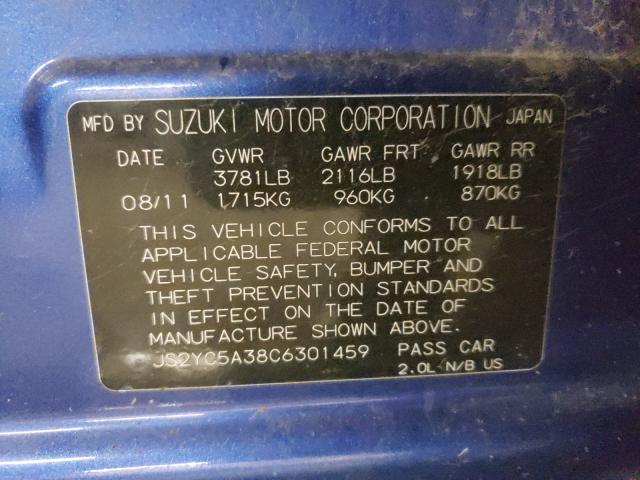 MFD BY SUZUKI MOTOR CORPORATION JAPAN
DATE GVWR GAWR FRT GAWR RR
3781LB 2116LB 1918LB
08/11 1,715KG 960KG 870KG
THIS VEHICLE CONFORMS TO ALL
APPLICABLE FEDERAL MOTOR
VEHICLE SAFETY, BUMPER AND
THEFT PREVENTION STANDARDS
IN EFFECT ON THE DATE OF
MANUFACTURE SHOWN ABOVE.
JS2YC5A38C6301459 PASS CAR
2.0L N/B US